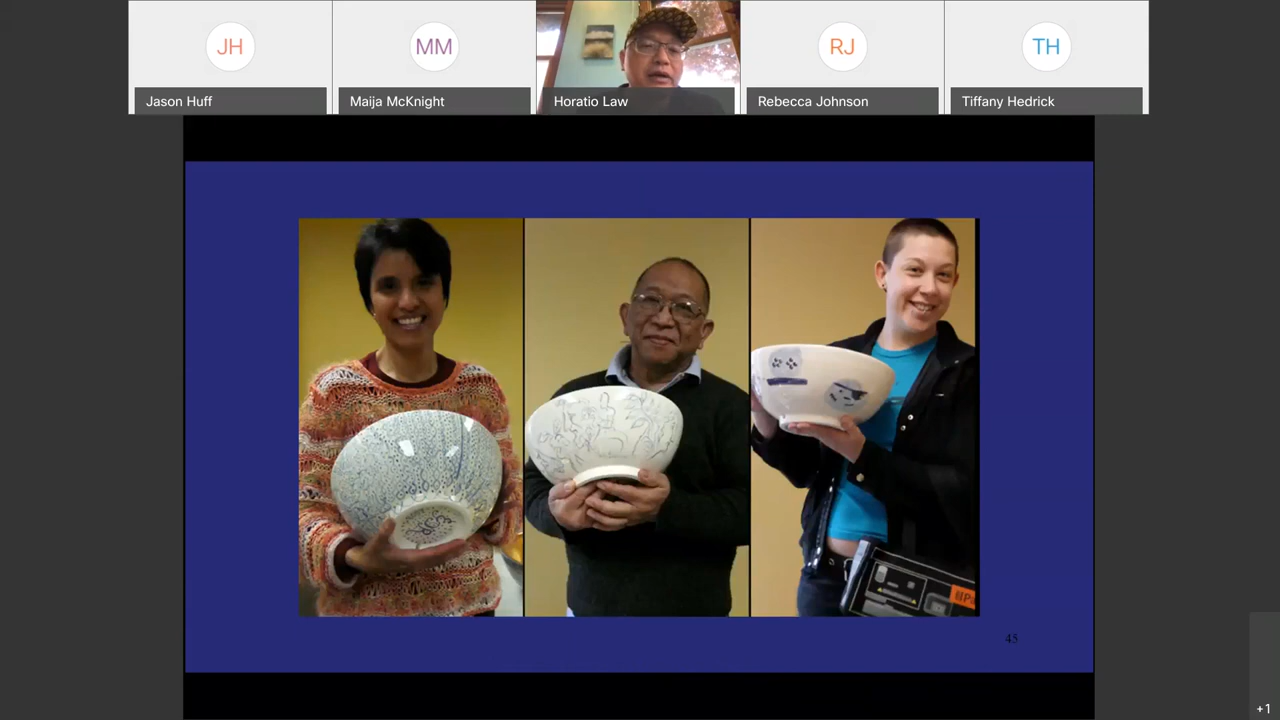 JH
MM
RJ
TH
Jason Huff
Maija McKnight
Horatio Law
Rebecca Johnson
Tiffany Hedrick
45
+1